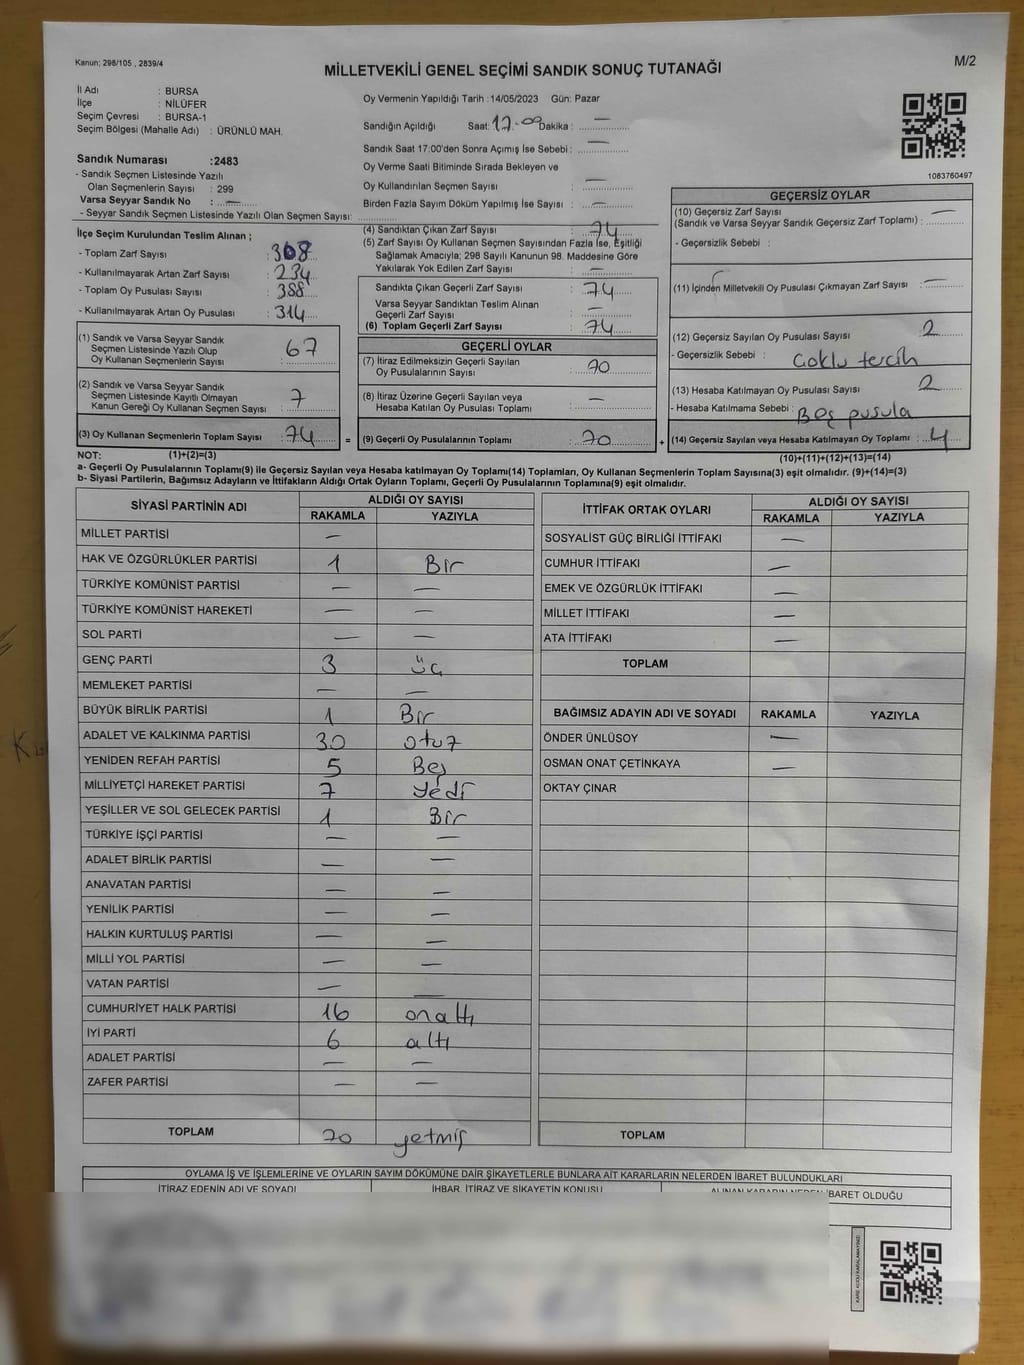 Kanun; 298/105 , 2839/4
M/2
MİLLETVEKİLİ GENEL SEÇİMİ SANDIK SONUÇ TUTANAĞI
İl Adı : BURSA
İlçe : NİLÜFER
Seçim Çevresi : BURSA-1
Seçim Bölgesi (Mahalle Adı) : ÜRÜNLÜ MAH.
Sandık Numarası :2483
- Sandık Seçmen Listesinde Yazılı
Olan Seçmenlerin Sayısı : 299
Varsa Seyyar Sandık No : —
- Seyyar Sandık Seçmen Listesinde Yazılı Olan Seçmen Sayısı:
Oy Vermenin Yapıldığı Tarih :14/05/2023 Gün: Pazar
Sandığın Açıldığı Saat: 17.00 Dakika : —
Sandık Saat 17:00'den Sonra Açımış İse Sebebi : —
Oy Verme Saati Bitiminde Sırada Bekleyen ve
Oy Kullandırılan Seçmen Sayısı : —
Birden Fazla Sayım Döküm Yapılmış İse Sayısı : —
1083760497
İlçe Seçim Kurulundan Teslim Alınan ;
- Toplam Zarf Sayısı : 308
- Kullanılmayarak Artan Zarf Sayısı : 234
- Toplam Oy Pusulası Sayısı : 388
- Kullanılmayarak Artan Oy Pusulası : 314
(1) Sandık ve Varsa Seyyar Sandık
Seçmen Listesinde Yazılı Olup
Oy Kullanan Seçmenlerin Sayısı : 67
(2) Sandık ve Varsa Seyyar Sandık
Seçmen Listesinde Kayıtlı Olmayan
Kanun Gereği Oy Kullanan Seçmen Sayısı : 7
(3) Oy Kullanan Seçmenlerin Toplam Sayısı : 74
(4) Sandıktan Çıkan Zarf Sayısı : 74
(5) Zarf Sayısı Oy Kullanan Seçmen Sayısından Fazla İse, Eşitliği
Sağlamak Amacıyla; 298 Sayılı Kanunun 98. Maddesine Göre
Yakılarak Yok Edilen Zarf Sayısı : —
Sandıkta Çıkan Geçerli Zarf Sayısı : 74
Varsa Seyyar Sandıktan Teslim Alınan
Geçerli Zarf Sayısı : —
(6) Toplam Geçerli Zarf Sayısı : 74
GEÇERLİ OYLAR
(7) İtiraz Edilmeksizin Geçerli Sayılan
Oy Pusulalarının Sayısı : 70
(8) İtiraz Üzerine Geçerli Sayılan veya
Hesaba Katılan Oy Pusulası Toplamı : —
= (9) Geçerli Oy Pusulalarının Toplamı : 70
GEÇERSİZ OYLAR
(10) Geçersiz Zarf Sayısı
(Sandık ve Varsa Seyyar Sandık Geçersiz Zarf Toplamı) : —
- Geçersizlik Sebebi :
(11) İçinden Milletvekili Oy Pusulası Çıkmayan Zarf Sayısı : —
(12) Geçersiz Sayılan Oy Pusulası Sayısı : 2
- Geçersizlik Sebebi : Çoklu tercih
(13) Hesaba Katılmayan Oy Pusulası Sayısı : 2
- Hesaba Katılmama Sebebi : Boş pusula
+ (14) Geçersiz Sayılan veya Hesaba Katılmayan Oy Toplamı : 4
NOT: (1)+(2)=(3)
(10)+(11)+(12)+(13)=(14)
a- Geçerli Oy Pusulalarının Toplamı(9) ile Geçersiz Sayılan veya Hesaba katılmayan Oy Toplamı(14) Toplamları, Oy Kullanan Seçmenlerin Toplam Sayısına(3) eşit olmalıdır. (9)+(14)=(3)
b- Siyasi Partilerin, Bağımsız Adayların ve İttifakların Aldığı Ortak Oyların Toplamı, Geçerli Oy Pusulalarının Toplamına(9) eşit olmalıdır.
SİYASİ PARTİNİN ADI ALDIĞI OY SAYISI
RAKAMLA YAZIYLA
MİLLET PARTİSİ —
HAK VE ÖZGÜRLÜKLER PARTİSİ 1 Bir
TÜRKİYE KOMÜNİST PARTİSİ — —
TÜRKİYE KOMÜNİST HAREKETİ — —
SOL PARTİ — —
GENÇ PARTİ 3 üç
MEMLEKET PARTİSİ — —
BÜYÜK BİRLİK PARTİSİ 1 Bir
ADALET VE KALKINMA PARTİSİ 30 otuz
YENİDEN REFAH PARTİSİ 5 Beş
MİLLİYETÇİ HAREKET PARTİSİ 7 Yedi
YEŞİLLER VE SOL GELECEK PARTİSİ 1 Bir
TÜRKİYE İŞÇİ PARTİSİ — —
ADALET BİRLİK PARTİSİ — —
ANAVATAN PARTİSİ — —
YENİLİK PARTİSİ — —
HALKIN KURTULUŞ PARTİSİ — —
MİLLİ YOL PARTİSİ — —
VATAN PARTİSİ — —
CUMHURİYET HALK PARTİSİ 16 onaltı
İYİ PARTİ 6 altı
ADALET PARTİSİ — —
ZAFER PARTİSİ — —
TOPLAM 70 yetmiş
İTTİFAK ORTAK OYLARI ALDIĞI OY SAYISI
RAKAMLA YAZIYLA
SOSYALİST GÜÇ BİRLİĞİ İTTİFAKI —
CUMHUR İTTİFAKI —
EMEK VE ÖZGÜRLÜK İTTİFAKI —
MİLLET İTTİFAKI —
ATA İTTİFAKI —
TOPLAM
BAĞIMSIZ ADAYIN ADI VE SOYADI RAKAMLA YAZIYLA
ÖNDER ÜNLÜSOY —
OSMAN ONAT ÇETİNKAYA —
OKTAY ÇINAR
TOPLAM
OYLAMA İŞ VE İŞLEMLERİNE VE OYLARIN SAYIM DÖKÜMÜNE DAİR ŞİKAYETLERLE BUNLARA AİT KARARLARIN NELERDEN İBARET BULUNDUKLARI
İTİRAZ EDENİN ADI VE SOYADI İHBAR, İTİRAZ VE ŞİKAYETİN KONUSU ALINAN KARARIN NEDEN İBARET OLDUĞU
KARE KODU KARALAMAYINIZ!